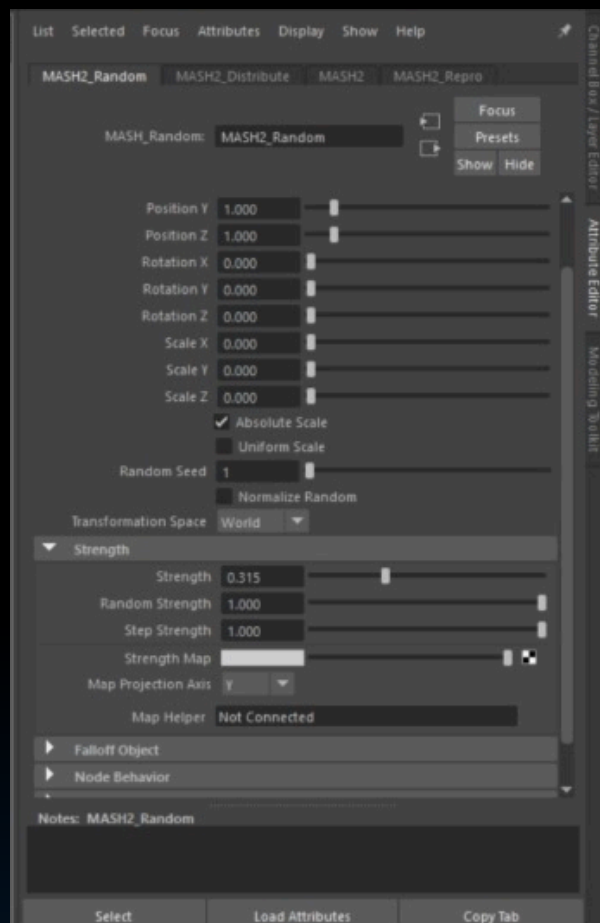 List Selected Focus Attributes Display Show Help
MASH2_Random MASH2_Distribute MASH2 MASH2_Repro
Focus
MASH_Random: MASH2_Random
Presets
Show Hide
Position Y 1.000
Position Z 1.000
Rotation X 0.000
Rotation Y 0.000
Rotation Z 0.000
Scale X 0.000
Scale Y 0.000
Scale Z 0.000
Absolute Scale
Uniform Scale
Random Seed 1
Normalize Random
Transformation Space World
Strength
Strength 0.315
Random Strength 1.000
Step Strength 1.000
Strength Map
Map Projection Axis Y
Map Helper Not Connected
Falloff Object
Node Behavior
Notes: MASH2_Random
Select Load Attributes Copy Tab
Channel Box / Layer Editor
Attribute Editor
Modeling Toolkit